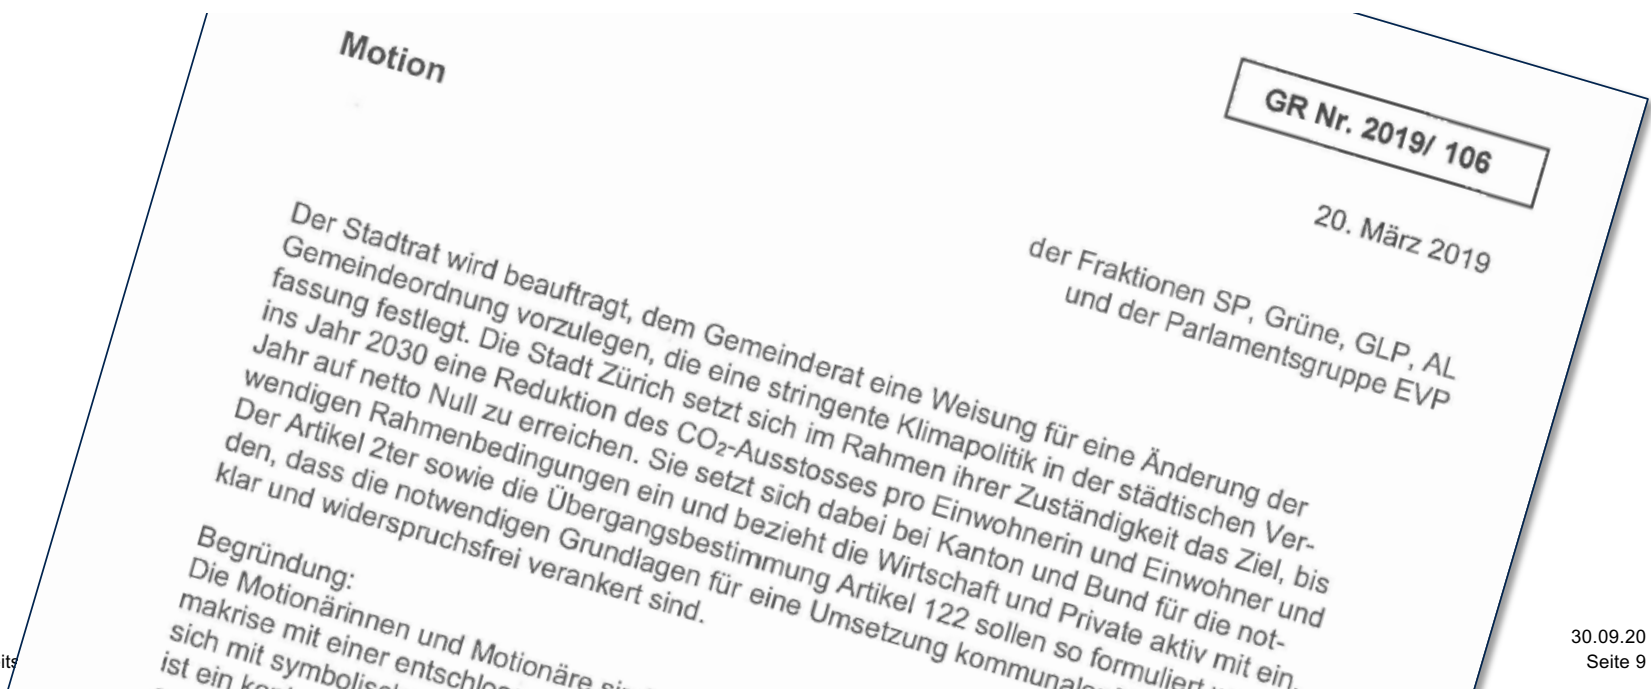 Motion
GR Nr. 2019/ 106
20. März 2019
der Fraktionen SP, Grüne, GLP, AL
und der Parlamentsgruppe EVP
Der Stadtrat wird beauftragt, dem Gemeinderat eine Weisung für eine Änderung der
Gemeindeordnung vorzulegen, die eine stringente Klimapolitik in der städtischen Ver-
fassung festlegt. Die Stadt Zürich setzt sich im Rahmen ihrer Zuständigkeit das Ziel, bis
ins Jahr 2030 eine Reduktion des CO₂-Ausstosses pro Einwohnerin und Einwohner und
Jahr auf netto Null zu erreichen. Sie setzt sich dabei bei Kanton und Bund für die not-
wendigen Rahmenbedingungen ein und bezieht die Wirtschaft und Private aktiv mit ein.
Der Artikel 2ter sowie die Übergangsbestimmung Artikel 122 sollen so formuliert
den, dass die notwendigen Grundlagen für eine Umsetzung
klar und widerspruchsfrei verankert sind.
Begründung:
Die Motionärinnen und Motionäre
makrise mit einer
sich mit
ist ein
30.09.20
Seite 9